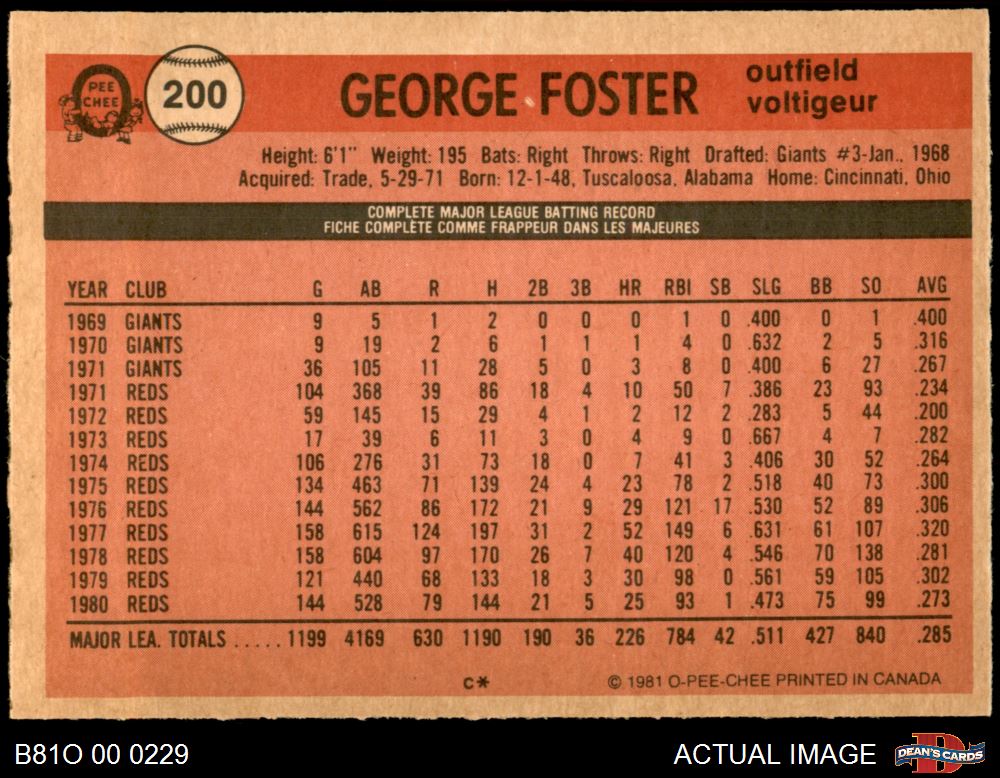 PEE
CHEE
200
GEORGE FOSTER
outfield
voltigeur
Height: 6'1" Weight: 195 Bats: Right Throws: Right Drafted: Giants #3-Jan., 1968
Acquired: Trade, 5-29-71 Born: 12-1-48, Tuscaloosa, Alabama Home: Cincinnati, Ohio
COMPLETE MAJOR LEAGUE BATTING RECORD
FICHE COMPLÈTE COMME FRAPPEUR DANS LES MAJEURES
YEAR CLUB G AB R H 2B 3B HR RBI SB SLG BB SO AVG
1969 GIANTS 9 5 1 2 0 0 0 1 0 .400 0 1 .400
1970 GIANTS 9 19 2 6 1 1 1 4 0 .632 2 5 .316
1971 GIANTS 36 105 11 28 5 0 3 8 0 .400 6 27 .267
1971 REDS 104 368 39 86 18 4 10 50 7 .386 23 93 .234
1972 REDS 59 145 15 29 4 1 2 12 2 .283 5 44 .200
1973 REDS 17 39 6 11 3 0 4 9 0 .667 4 7 .282
1974 REDS 106 276 31 73 18 0 7 41 3 .406 30 52 .264
1975 REDS 134 463 71 139 24 4 23 78 2 .518 40 73 .300
1976 REDS 144 562 86 172 21 9 29 121 17 .530 52 89 .306
1977 REDS 158 615 124 197 31 2 52 149 6 .631 61 107 .320
1978 REDS 158 604 97 170 26 7 40 120 4 .546 70 138 .281
1979 REDS 121 440 68 133 18 3 30 98 0 .561 59 105 .302
1980 REDS 144 528 79 144 21 5 25 93 1 .473 75 99 .273
MAJOR LEA. TOTALS ..... 1199 4169 630 1190 190 36 226 784 42 .511 427 840 .285
C*
© 1981 O-PEE-CHEE PRINTED IN CANADA
B81O 00 0229
ACTUAL IMAGE
D
DEAN'S CARDS